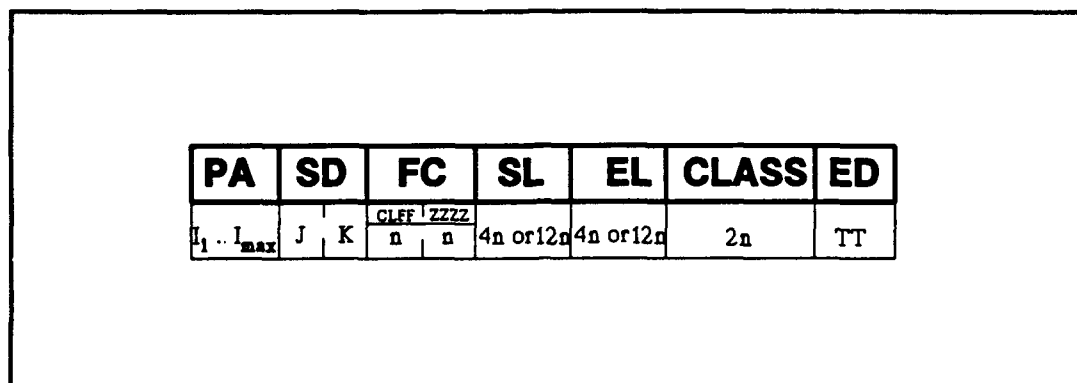 PA SD FC SL EL CLASS ED
CLFF ZZZZ
I₁ .. Iₘₐₓ J K n n 4n or12n 4n or12n 2n TT